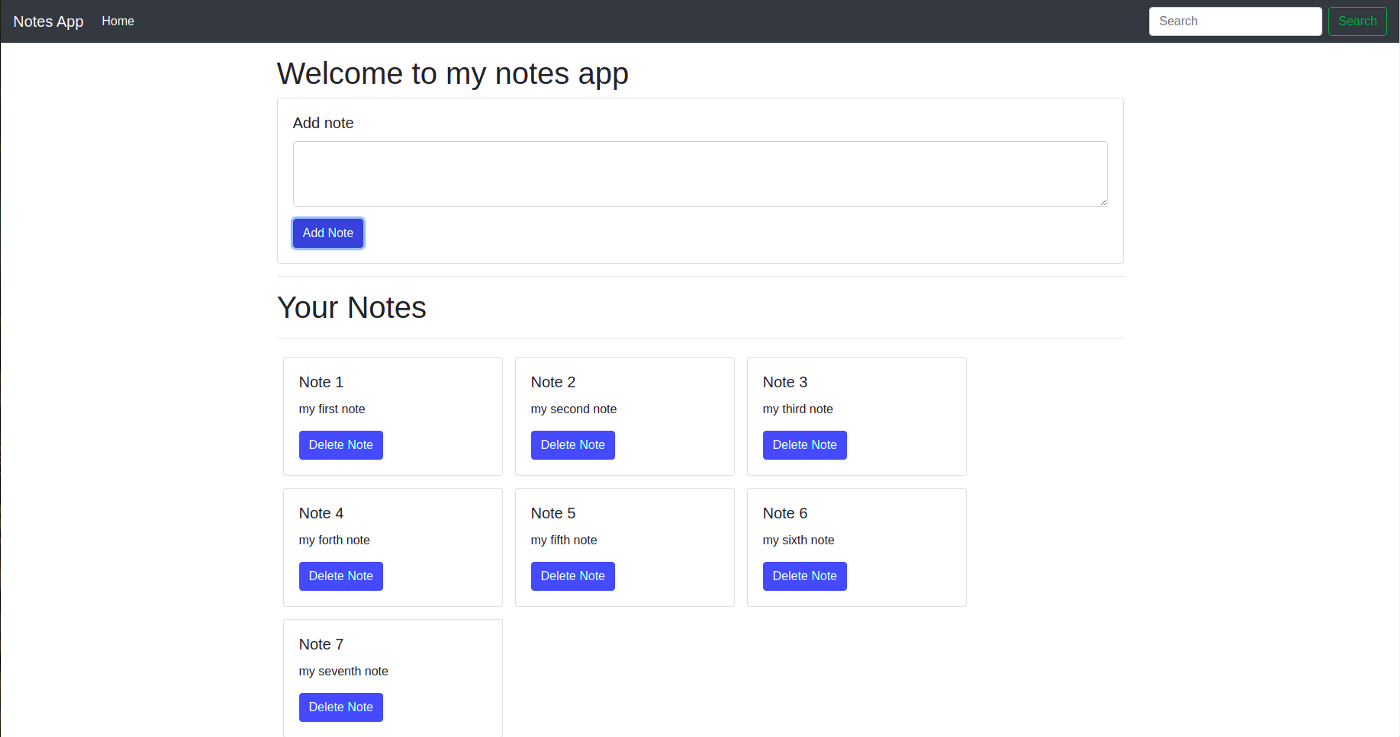 Notes App Home Search Search
Welcome to my notes app
Add note
Add Note
Your Notes
Note 1
my first note
Delete Note
Note 2
my second note
Delete Note
Note 3
my third note
Delete Note
Note 4
my forth note
Delete Note
Note 5
my fifth note
Delete Note
Note 6
my sixth note
Delete Note
Note 7
my seventh note
Delete Note